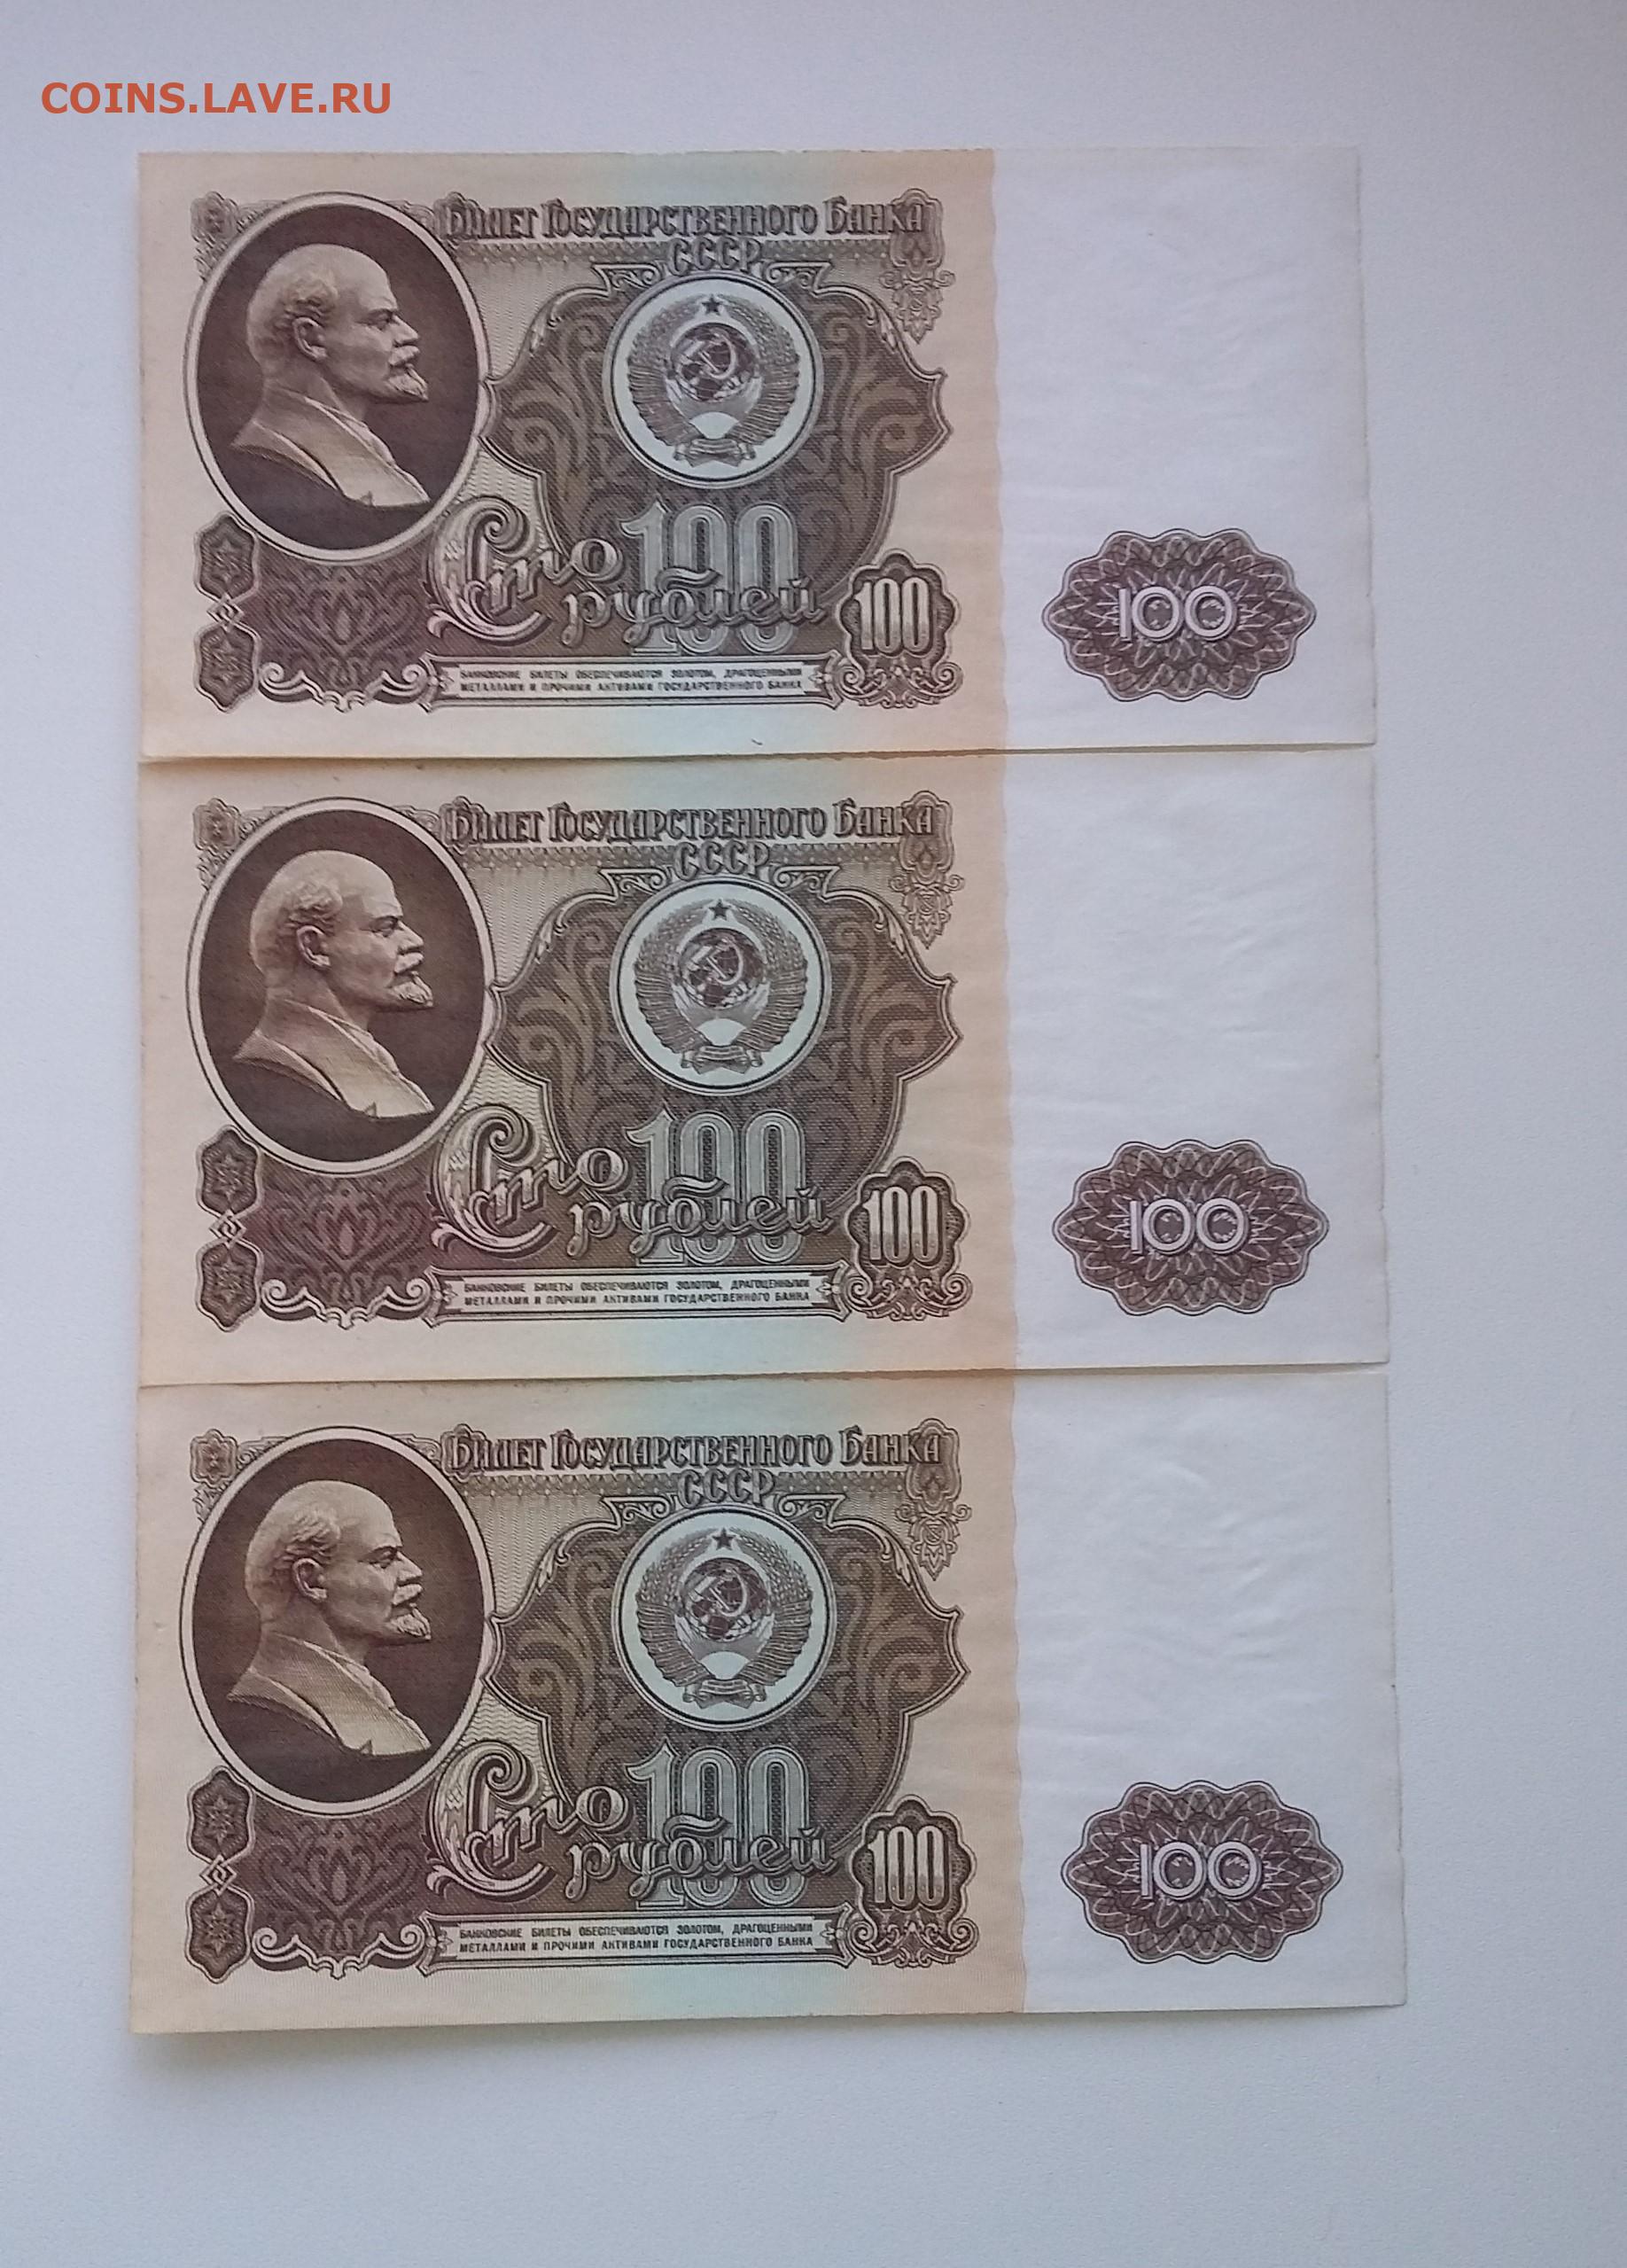 COINS.LAVE.RU
Билет Государственного Банка
СССР
100
Сто
рублей
100
100
БАНКОВСКИЕ БИЛЕТЫ ОБЕСПЕЧИВАЮТСЯ ЗОЛОТОМ, ДРАГОЦЕННЫМИ
МЕТАЛЛАМИ И ПРОЧИМИ АКТИВАМИ ГОСУДАРСТВЕННОГО БАНКА
Билет Государственного Банка
СССР
100
Сто
рублей
100
100
БАНКОВСКИЕ БИЛЕТЫ ОБЕСПЕЧИВАЮТСЯ ЗОЛОТОМ, ДРАГОЦЕННЫМИ
МЕТАЛЛАМИ И ПРОЧИМИ АКТИВАМИ ГОСУДАРСТВЕННОГО БАНКА
Билет Государственного Банка
СССР
100
Сто
рублей
100
100
БАНКОВСКИЕ БИЛЕТЫ ОБЕСПЕЧИВАЮТСЯ ЗОЛОТОМ, ДРАГОЦЕННЫМИ
МЕТАЛЛАМИ И ПРОЧИМИ АКТИВАМИ ГОСУДАРСТВЕННОГО БАНКА